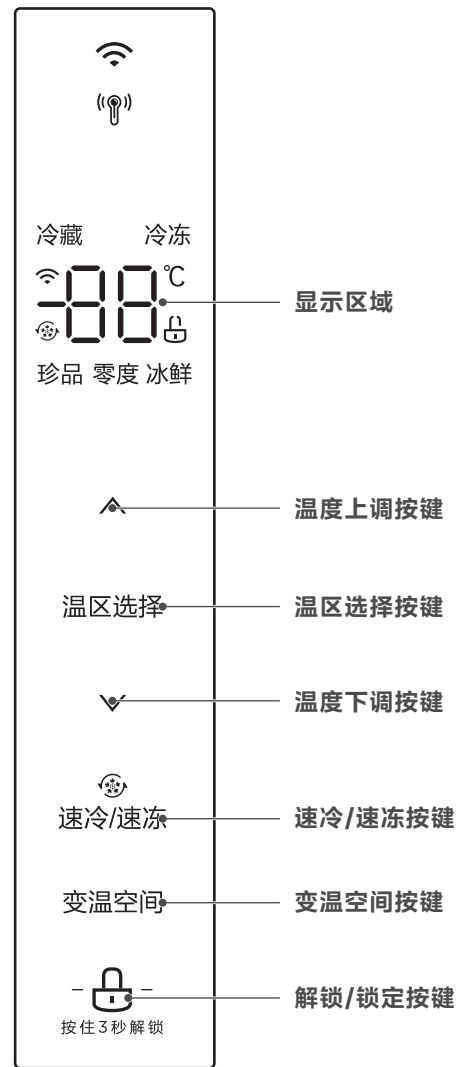 冷藏 冷冻
-88℃
显示区域
珍品 零度 冰鲜
温度上调按键
温区选择
温区选择按键
温度下调按键
速冷/速冻
速冷/速冻按键
变温空间
变温空间按键
解锁/锁定按键
按住3秒解锁